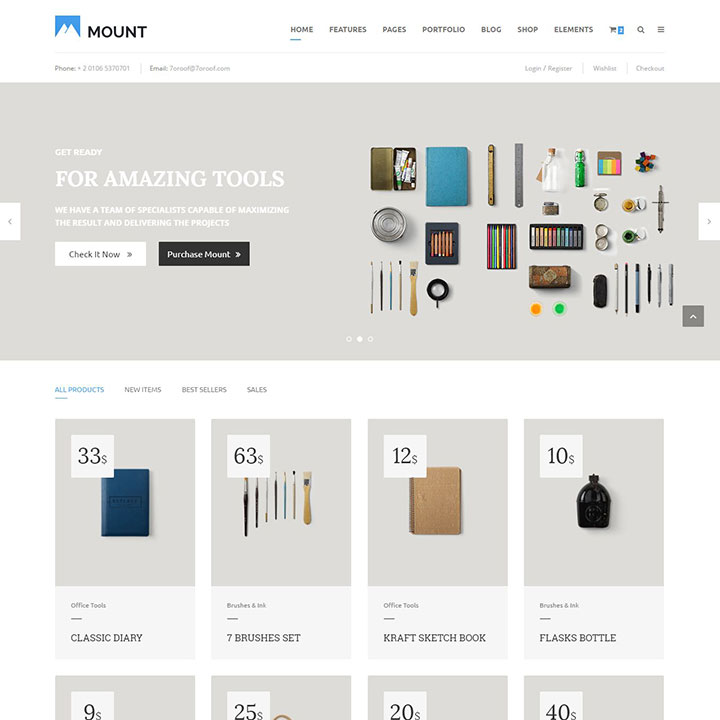 MOUNT
HOME FEATURES PAGES PORTFOLIO BLOG SHOP ELEMENTS 3
Phone: + 2 0106 5370701 Email: 7oroof@7oroof.com Login / Register Wishlist Checkout
GET READY
FOR AMAZING TOOLS
WE HAVE A TEAM OF SPECIALISTS CAPABLE OF MAXIMIZING
THE RESULT AND DELIVERING THE PROJECTS
Check It Now » Purchase Mount »
ALL PRODUCTS NEW ITEMS BEST SELLERS SALES
33$ 63$ 12$ 10$
Office Tools Brushes & Ink Office Tools Brushes & Ink
CLASSIC DIARY 7 BRUSHES SET KRAFT SKETCH BOOK FLASKS BOTTLE
9$ 25$ 20$ 40$